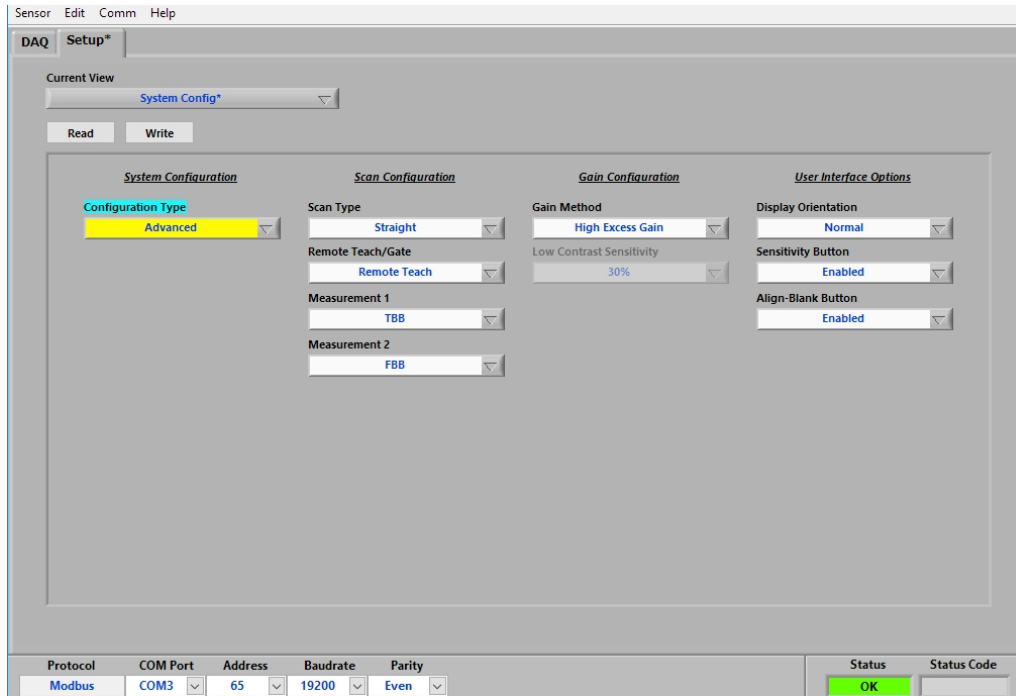 Sensor Edit Comm Help
DAQ Setup*
Current View
System Config*
Read Write
System Configuration Scan Configuration Gain Configuration User Interface Options
Configuration Type Scan Type Gain Method Display Orientation
Advanced Straight High Excess Gain Normal
Remote Teach/Gate Low Contrast Sensitivity Sensitivity Button
Remote Teach 30% Enabled
Measurement 1 Align-Blank Button
TBB Enabled
Measurement 2
FBB
Protocol COM Port Address Baudrate Parity Status Status Code
Modbus COM3 65 19200 Even OK